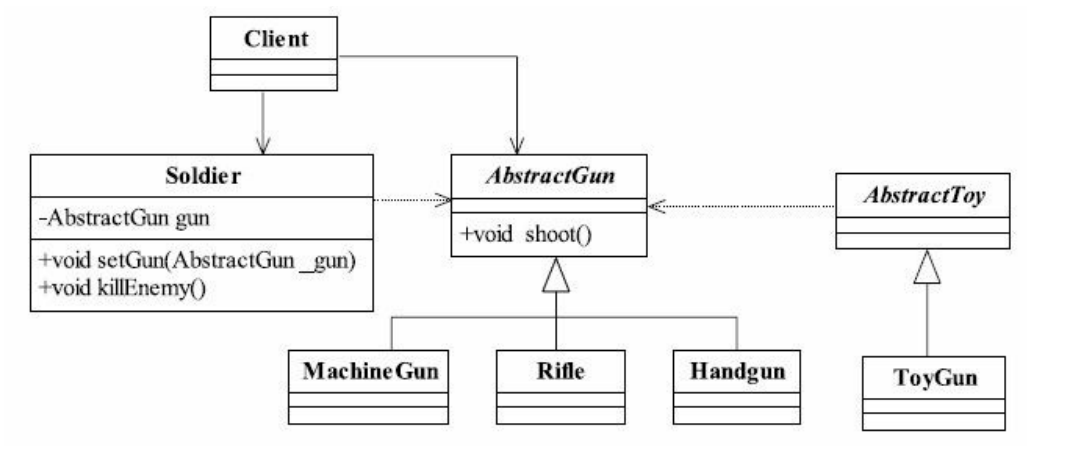 Client
Soldier
-AbstractGun gun
+void setGun(AbstractGun _gun)
+void killEnemy()
AbstractGun
+void shoot()
AbstractToy
MachineGun
Rifle
Handgun
ToyGun